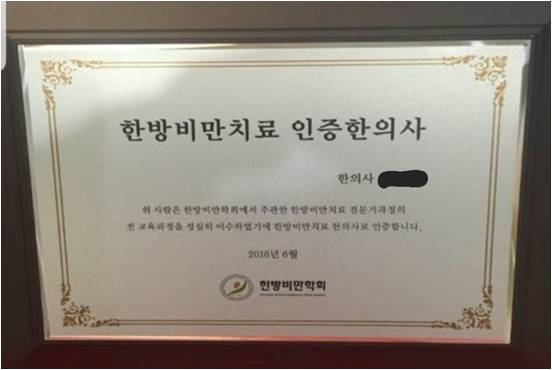 한방비만치료 인증한의사
한의사
위 사람은 한방비만학회에서 주관한 한방비만치료 전문가과정의
전 교육과정을 성실히 이수하였기에 한방비만치료 한의사로 인증합니다.
2016년 6월
한방비만학회